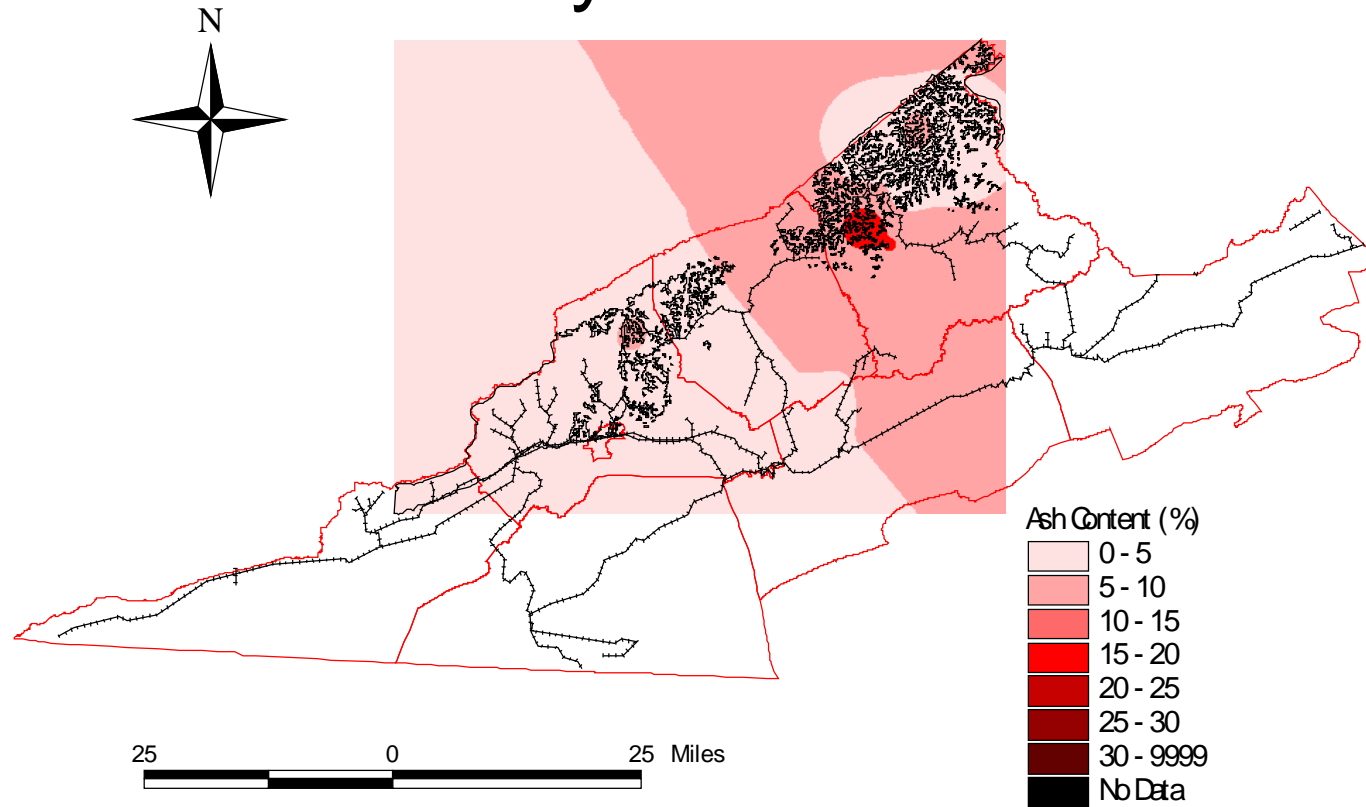 y
N
Ash Content (%)
0 - 5
5 - 10
10 - 15
15 - 20
20 - 25
25 - 30
30 - 9999
No Data
25 0 25 Miles